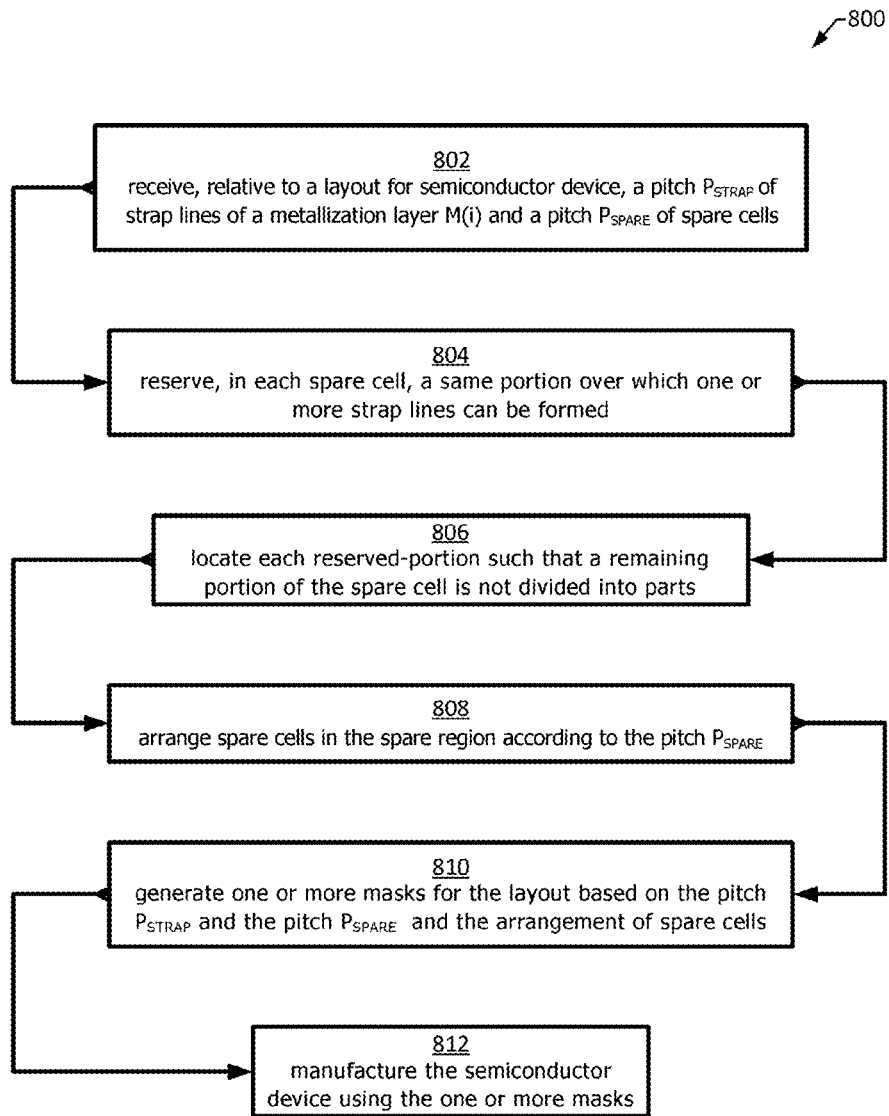 800
802
receive, relative to a layout for semiconductor device, a pitch PSTRAP of
strap lines of a metallization layer M(i) and a pitch PSPARE of spare cells
804
reserve, in each spare cell, a same portion over which one or
more strap lines can be formed
806
locate each reserved-portion such that a remaining
portion of the spare cell is not divided into parts
808
arrange spare cells in the spare region according to the pitch PSPARE
810
generate one or more masks for the layout based on the pitch
PSTRAP and the pitch PSPARE and the arrangement of spare cells
812
manufacture the semiconductor
device using the one or more masks